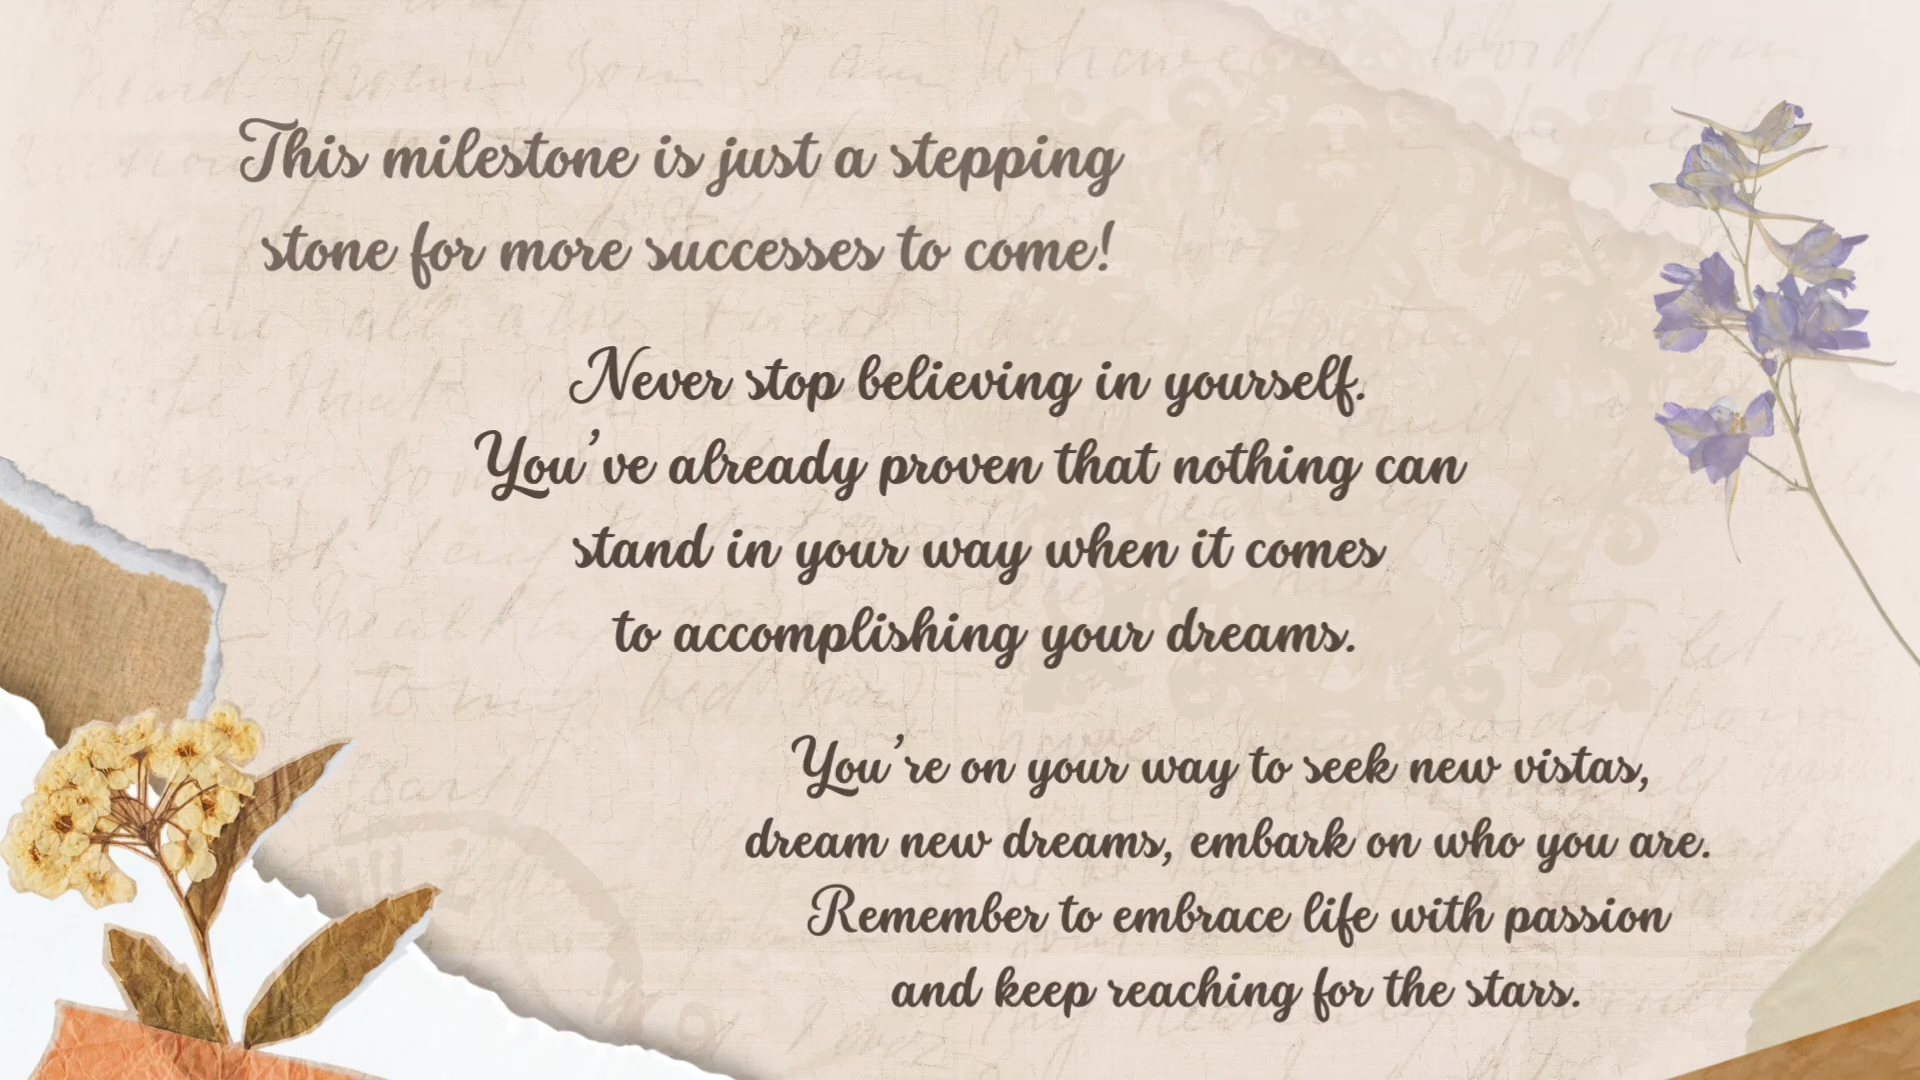 This milestone is just a stepping
stone for more successes to come!
Never stop believing in yourself.
You've already proven that nothing can
stand in your way when it comes
to accomplishing your dreams.
You're on your way to seek new vistas,
dream new dreams, embark on who you are.
Remember to embrace life with passion
and keep reaching for the stars.